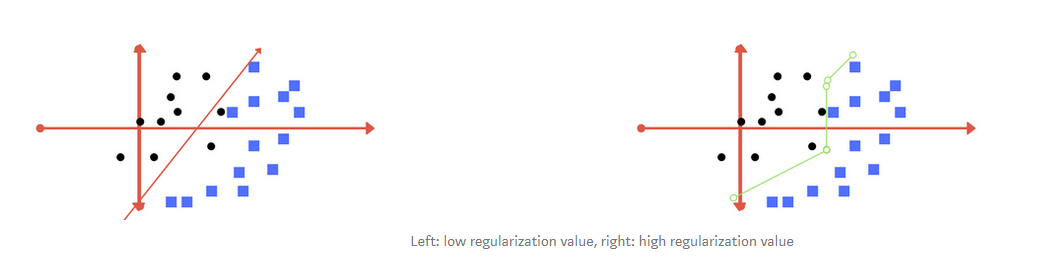 Left: low regularization value, right: high regularization value